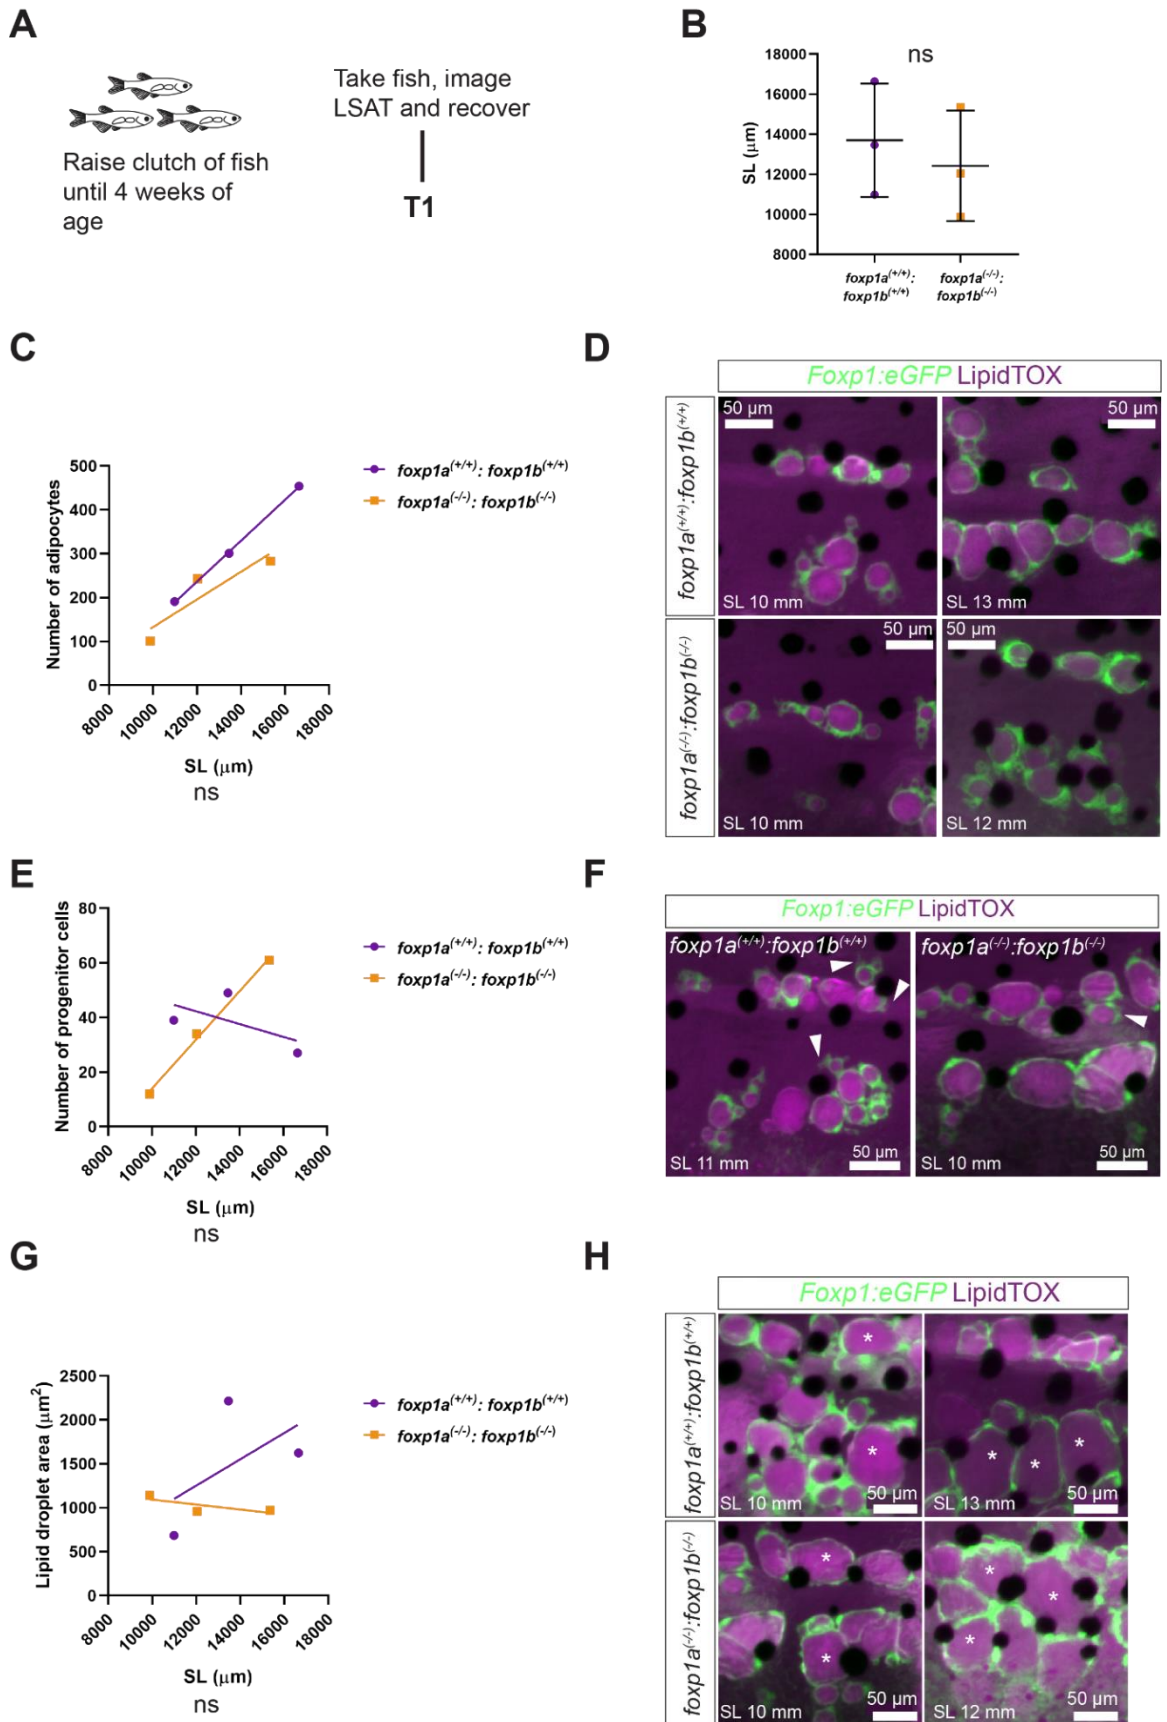 A
Raise clutch of fish
until 4 weeks of
age
Take fish, image
LSAT and recover
T1
B
ns
SL (μm)
18000
16000
14000
12000
10000
8000
foxp1a(+/+):
foxp1b(+/+)
foxp1a(-/-):
foxp1b(-/-)
C
Number of adipocytes
500
400
300
200
100
0
8000
10000
12000
14000
16000
18000
SL (μm)
ns
foxp1a(+/+): foxp1b(+/+)
foxp1a(-/-): foxp1b(-/-)
D
Foxp1:eGFP LipidTOX
foxp1a(+/+):foxp1b(+/+)
50 μm
SL 10 mm
50 μm
SL 13 mm
foxp1a(-/-):foxp1b(-/-)
50 μm
SL 10 mm
50 μm
SL 12 mm
E
Number of progenitor cells
80
60
40
20
0
8000
10000
12000
14000
16000
18000
SL (μm)
ns
foxp1a(+/+): foxp1b(+/+)
foxp1a(-/-): foxp1b(-/-)
F
Foxp1:eGFP LipidTOX
foxp1a(+/+):foxp1b(+/+)
SL 11 mm
50 μm
foxp1a(-/-):foxp1b(-/-)
SL 10 mm
50 μm
G
Lipid droplet area (μm2)
2500
2000
1500
1000
500
0
8000
10000
12000
14000
16000
18000
SL (μm)
ns
foxp1a(+/+): foxp1b(+/+)
foxp1a(-/-): foxp1b(-/-)
H
Foxp1:eGFP LipidTOX
foxp1a(+/+):foxp1b(+/+)
* *
SL 10 mm
50 μm
* * *
SL 13 mm
50 μm
foxp1a(-/-):foxp1b(-/-)
* *
SL 10 mm
50 μm
* * *
SL 12 mm
50 μm